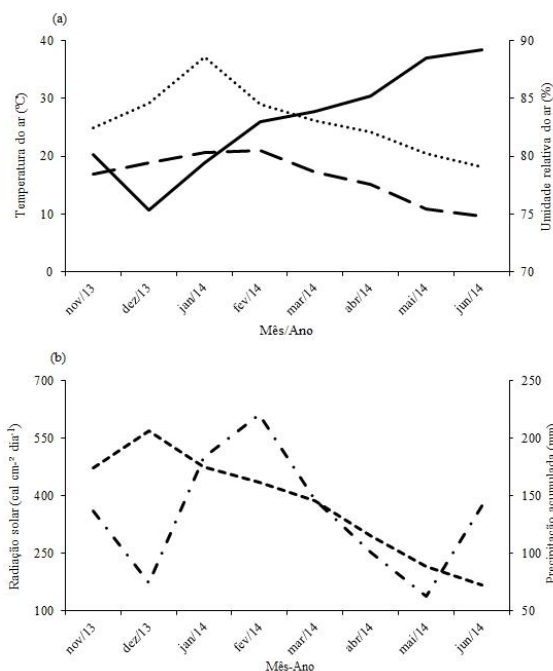 (a)
40
30
20
10
0
90
85
80
75
70
Temperatura do ar (ºC)
Umidade relativa do ar (%)
nov/13
dez/13
jan/14
fev/14
mar/14
abr/14
mai/14
jun/14
Mês/Ano
(b)
700
550
400
250
100
250
200
150
100
50
Radiação solar (cal cm-² dia-¹)
Precipitação acumulada (mm)
nov/13
dez/13
jan/14
fev/14
mar/14
abr/14
mai/14
jun/14
Mês-Ano